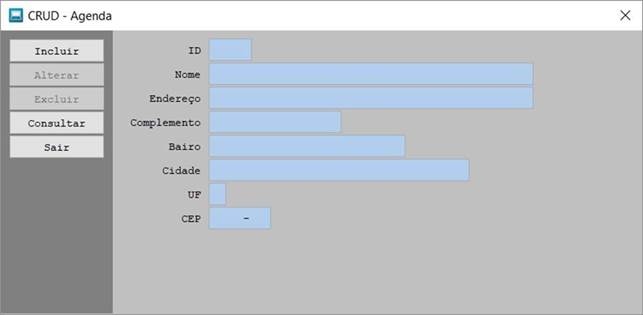 CRUD - Agenda
Incluir
Alterar
Excluir
Consultar
Sair
ID
Nome
Endereço
Complemento
Bairo
Cidade
UF
CEP -